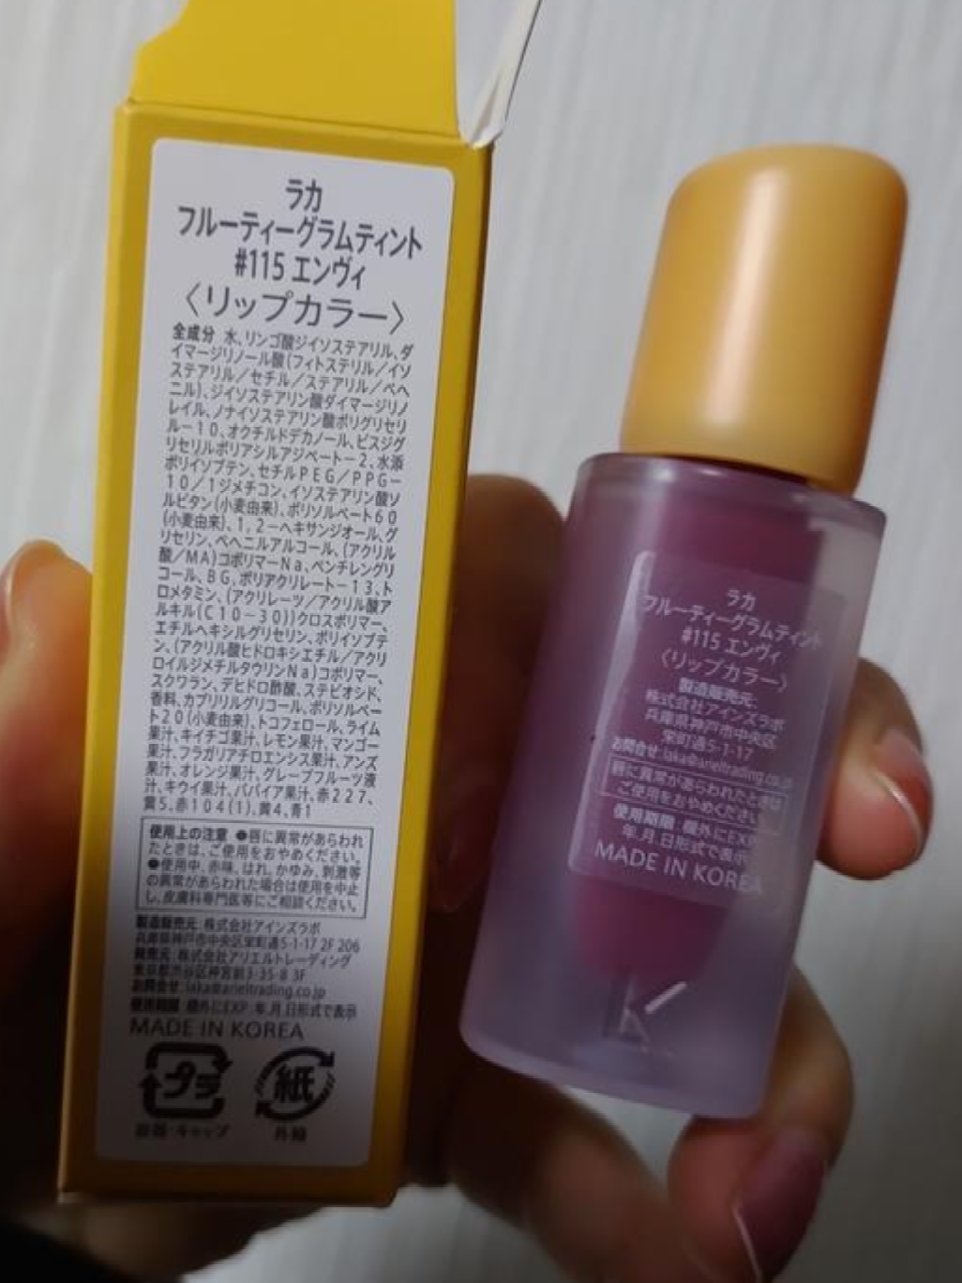 ラカ
フルーティーグラムティント
#115 エンヴィ
〈リップカラー〉
全成分 水、リンゴ酸ジイソステアリル、ダ
イマージリノール酸(フィトステリル/イソ
ステアリル/セチル/ステアリル/ベヘ
ニル)、ジイソステアリン酸ダイマージリノ
レイル、ノナイソステアリン酸ポリグリセリ
ル-10、オクチルドデカノール、ビスジグ
リセリルポリアシルアジペート-2、水添
ポリイソブテン、セチルPEG/PPG-
10/1ジメチコン、イソステアリン酸ソ
ルビタン(小麦由来)、ポリソルベート60
(小麦由来)、1,2-ヘキサンジオール、グ
リセリン、ベヘニルアルコール、(アクリル
酸/MA)コポリマーNa、ペンチレングリ
コール、BG、ポリアクリレート-13、ト
ロメタミン、(アクリレーツ/アクリル酸ア
ルキル(C10-30))クロスポリマー、
エチルヘキシルグリセリン、ポリイソブテ
ン、(アクリル酸ヒドロキシエチル/アクリ
ロイルジメチルタウリンNa)コポリマー、
スクワラン、デヒドロ酢酸、ステビオシド、
香料、カプリリルグリコール、ポリソルベー
ト20(小麦由来)、トコフェロール、ライム
果汁、キイチゴ果汁、レモン果汁、マンゴー
果汁、フラガリアチロエンシス果汁、アンズ
果汁、オレンジ果汁、グレープフルーツ液
汁、キウイ果汁、パパイア果汁、赤227、
黄5、赤104(1)、黄4、青1
使用上の注意 ●唇に異常があらわれ
たときは、ご使用をおやめください。
●使用中、赤味、はれ、かゆみ、刺激等
の異常があらわれた場合は使用を中止
し、皮膚科専門医等にご相談ください。
製造販売元 株式会社アインズラボ
兵庫県神戸市中央区栄町通5-1-17 2F 206
発売元 株式会社アリエルトレーディング
東京都渋谷区神宮前3-35-8 3F
お問合せ laka@arieltrading.co.jp
使用期限 欄外にEXP:年.月.日形式で表示
MADE IN KOREA
プラ
容器・キャップ
紙
外箱
ラカ
フルーティーグラムティント
#115 エンヴィ
〈リップカラー〉
製造販売元
株式会社アインズラボ
兵庫県神戸市中央区
栄町通5-1-17
お問合せ laka@arieltrading.co.jp
唇に異常があらわれたときは
ご使用をおやめください
使用期限 欄外にEXP
年.月.日形式で表示
MADE IN KOREA